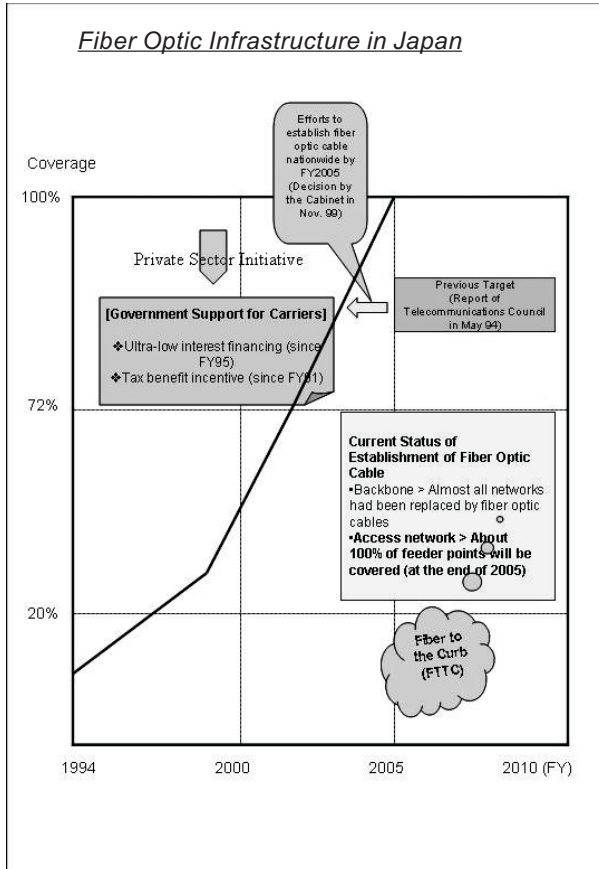 Fiber Optic Infrastructure in Japan
Efforts to
establish fiber
optic cable
nationwide by
FY2005
(Decision by
the Cabinet in
Nov. 99)
Coverage
100%
Private Sector Initiative
Previous Target
(Report of
Telecommunications Council
in May 94)
[Government Support for Carriers]
❖Ultra-low interest financing (since
FY95)
❖Tax benefit incentive (since FY91)
72%
Current Status of
Establishment of Fiber Optic
Cable
•Backbone > Almost all networks
had been replaced by fiber optic
cables
•Access network > About
100% of feeder points will be
covered (at the end of 2005)
20%
Fiber to
the Curb
(FTTC)
1994 2000 2005 2010 (FY)